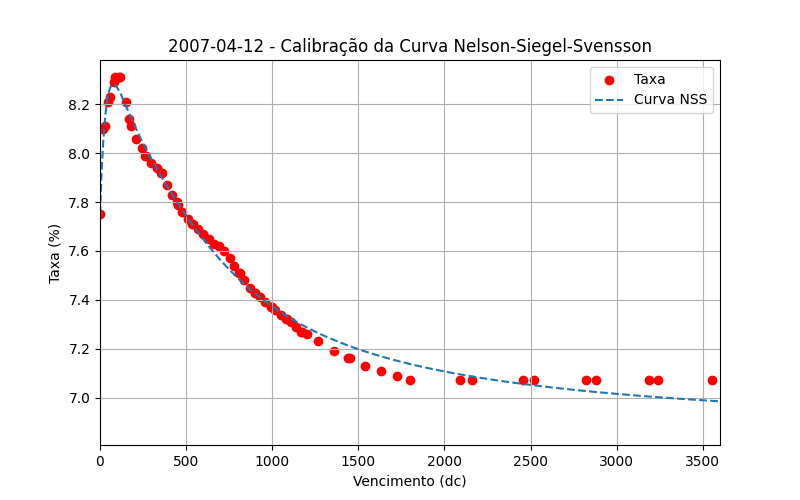 2007-04-12 - Calibração da Curva Nelson-Siegel-Svensson
Taxa
Curva NSS
Taxa (%)
8.2
8.0
7.8
7.6
7.4
7.2
7.0
0 500 1000 1500 2000 2500 3000 3500
Vencimento (dc)